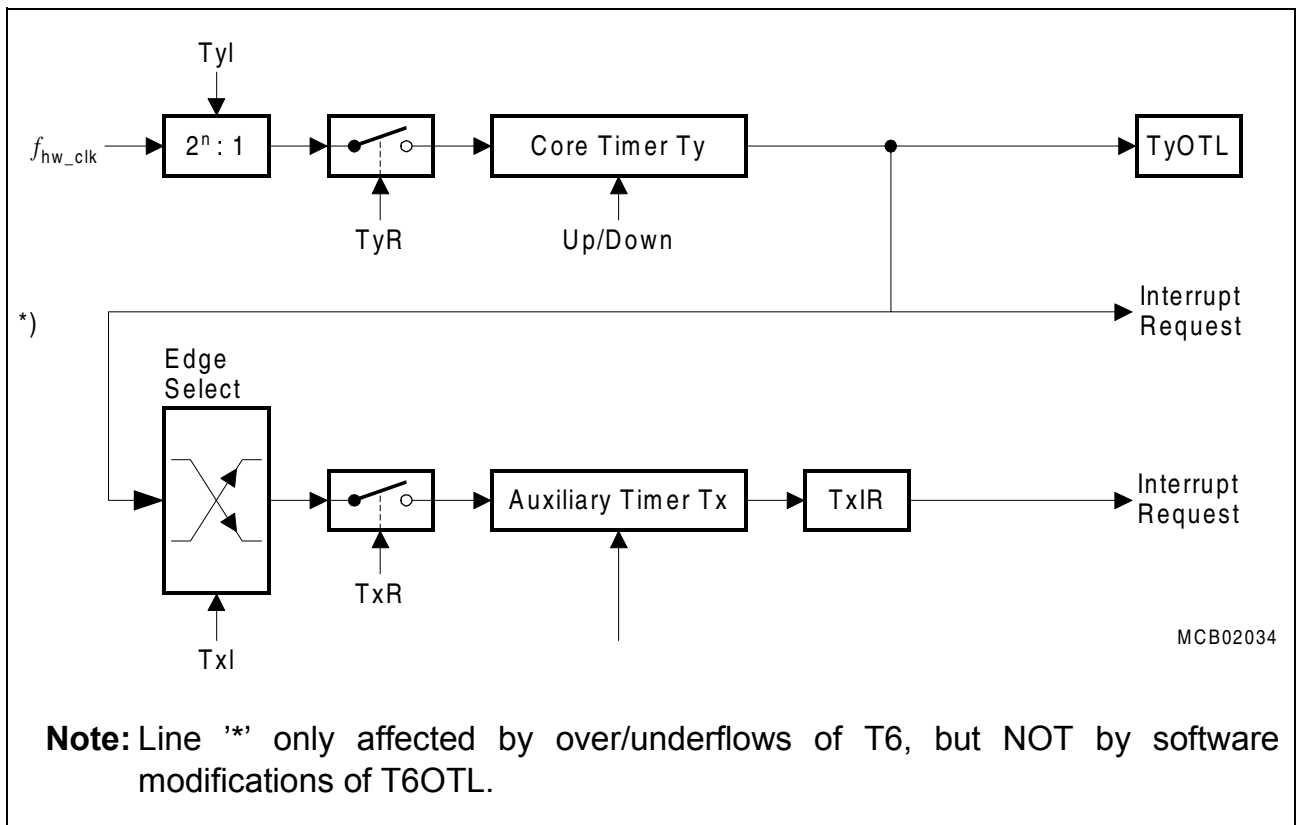 TyI
f hw_clk
2ⁿ : 1
Core Timer Ty
TyOTL
TyR
Up/Down
*)
Interrupt
Request
Edge
Select
Auxiliary Timer Tx
TxIR
Interrupt
Request
TxR
TxI
MCB02034
Note: Line '*' only affected by over/underflows of T6, but NOT by software
modifications of T6OTL.